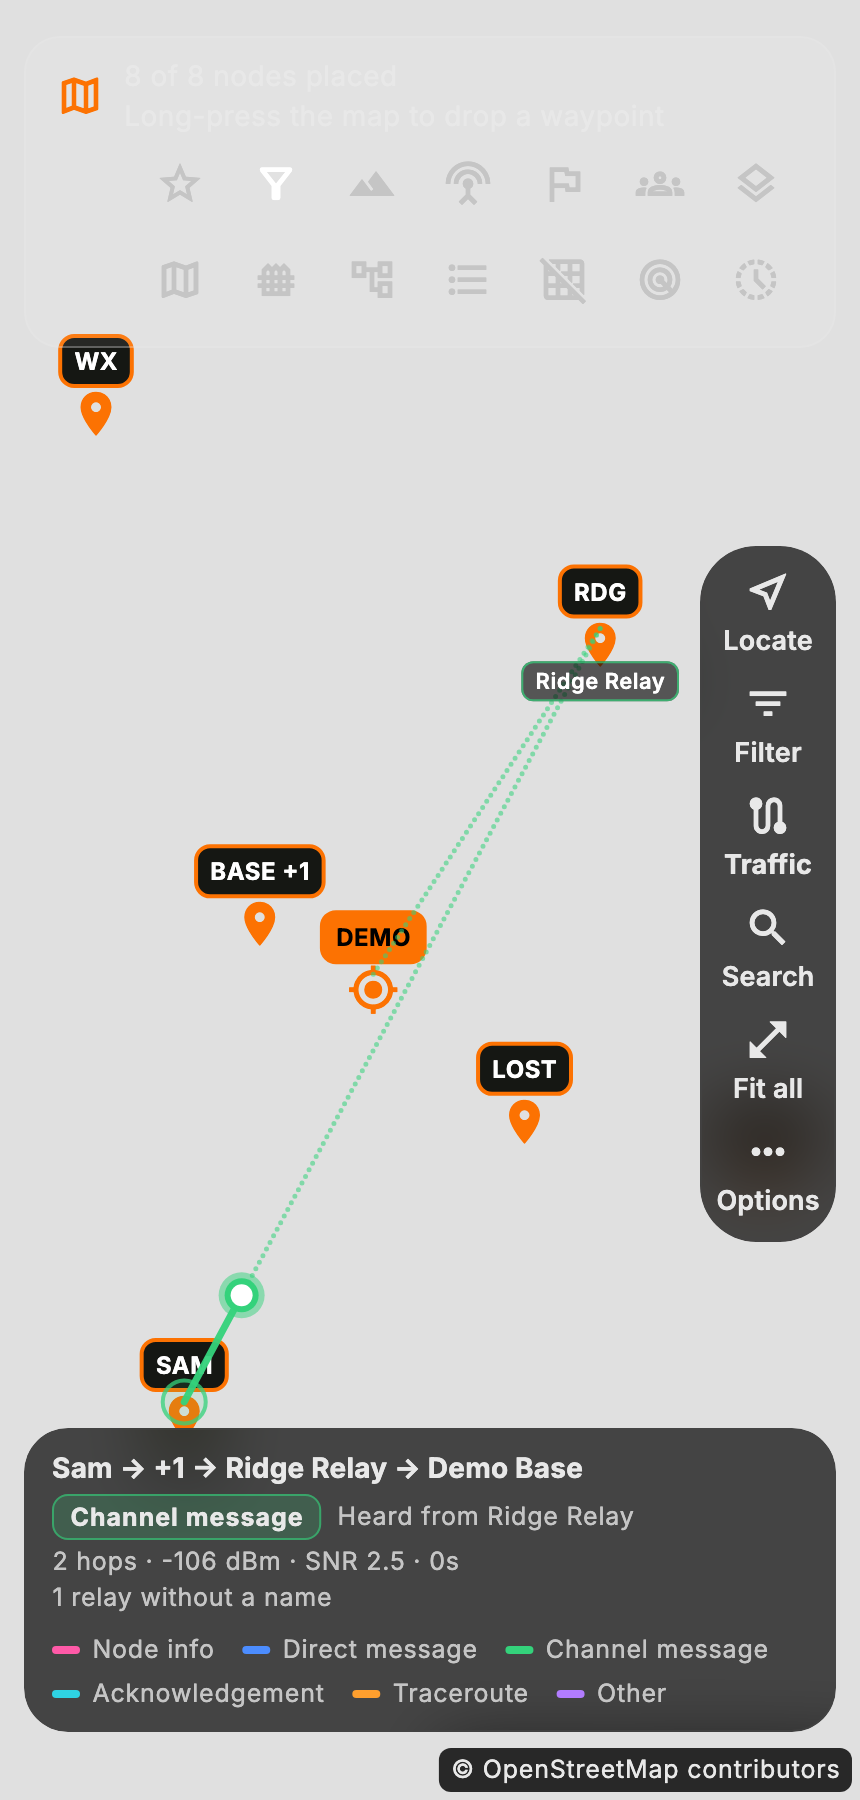 8 of 8 nodes placed
Long-press the map to drop a waypoint
WX
RDG
Ridge Relay
Locate
Filter
Traffic
Search
Fit all
Options
BASE +1
DEMO
LOST
SAM
Sam → +1 → Ridge Relay → Demo Base
Channel message Heard from Ridge Relay
2 hops · -106 dBm · SNR 2.5 · 0s
1 relay without a name
Node info Direct message Channel message
Acknowledgement Traceroute Other
© OpenStreetMap contributors